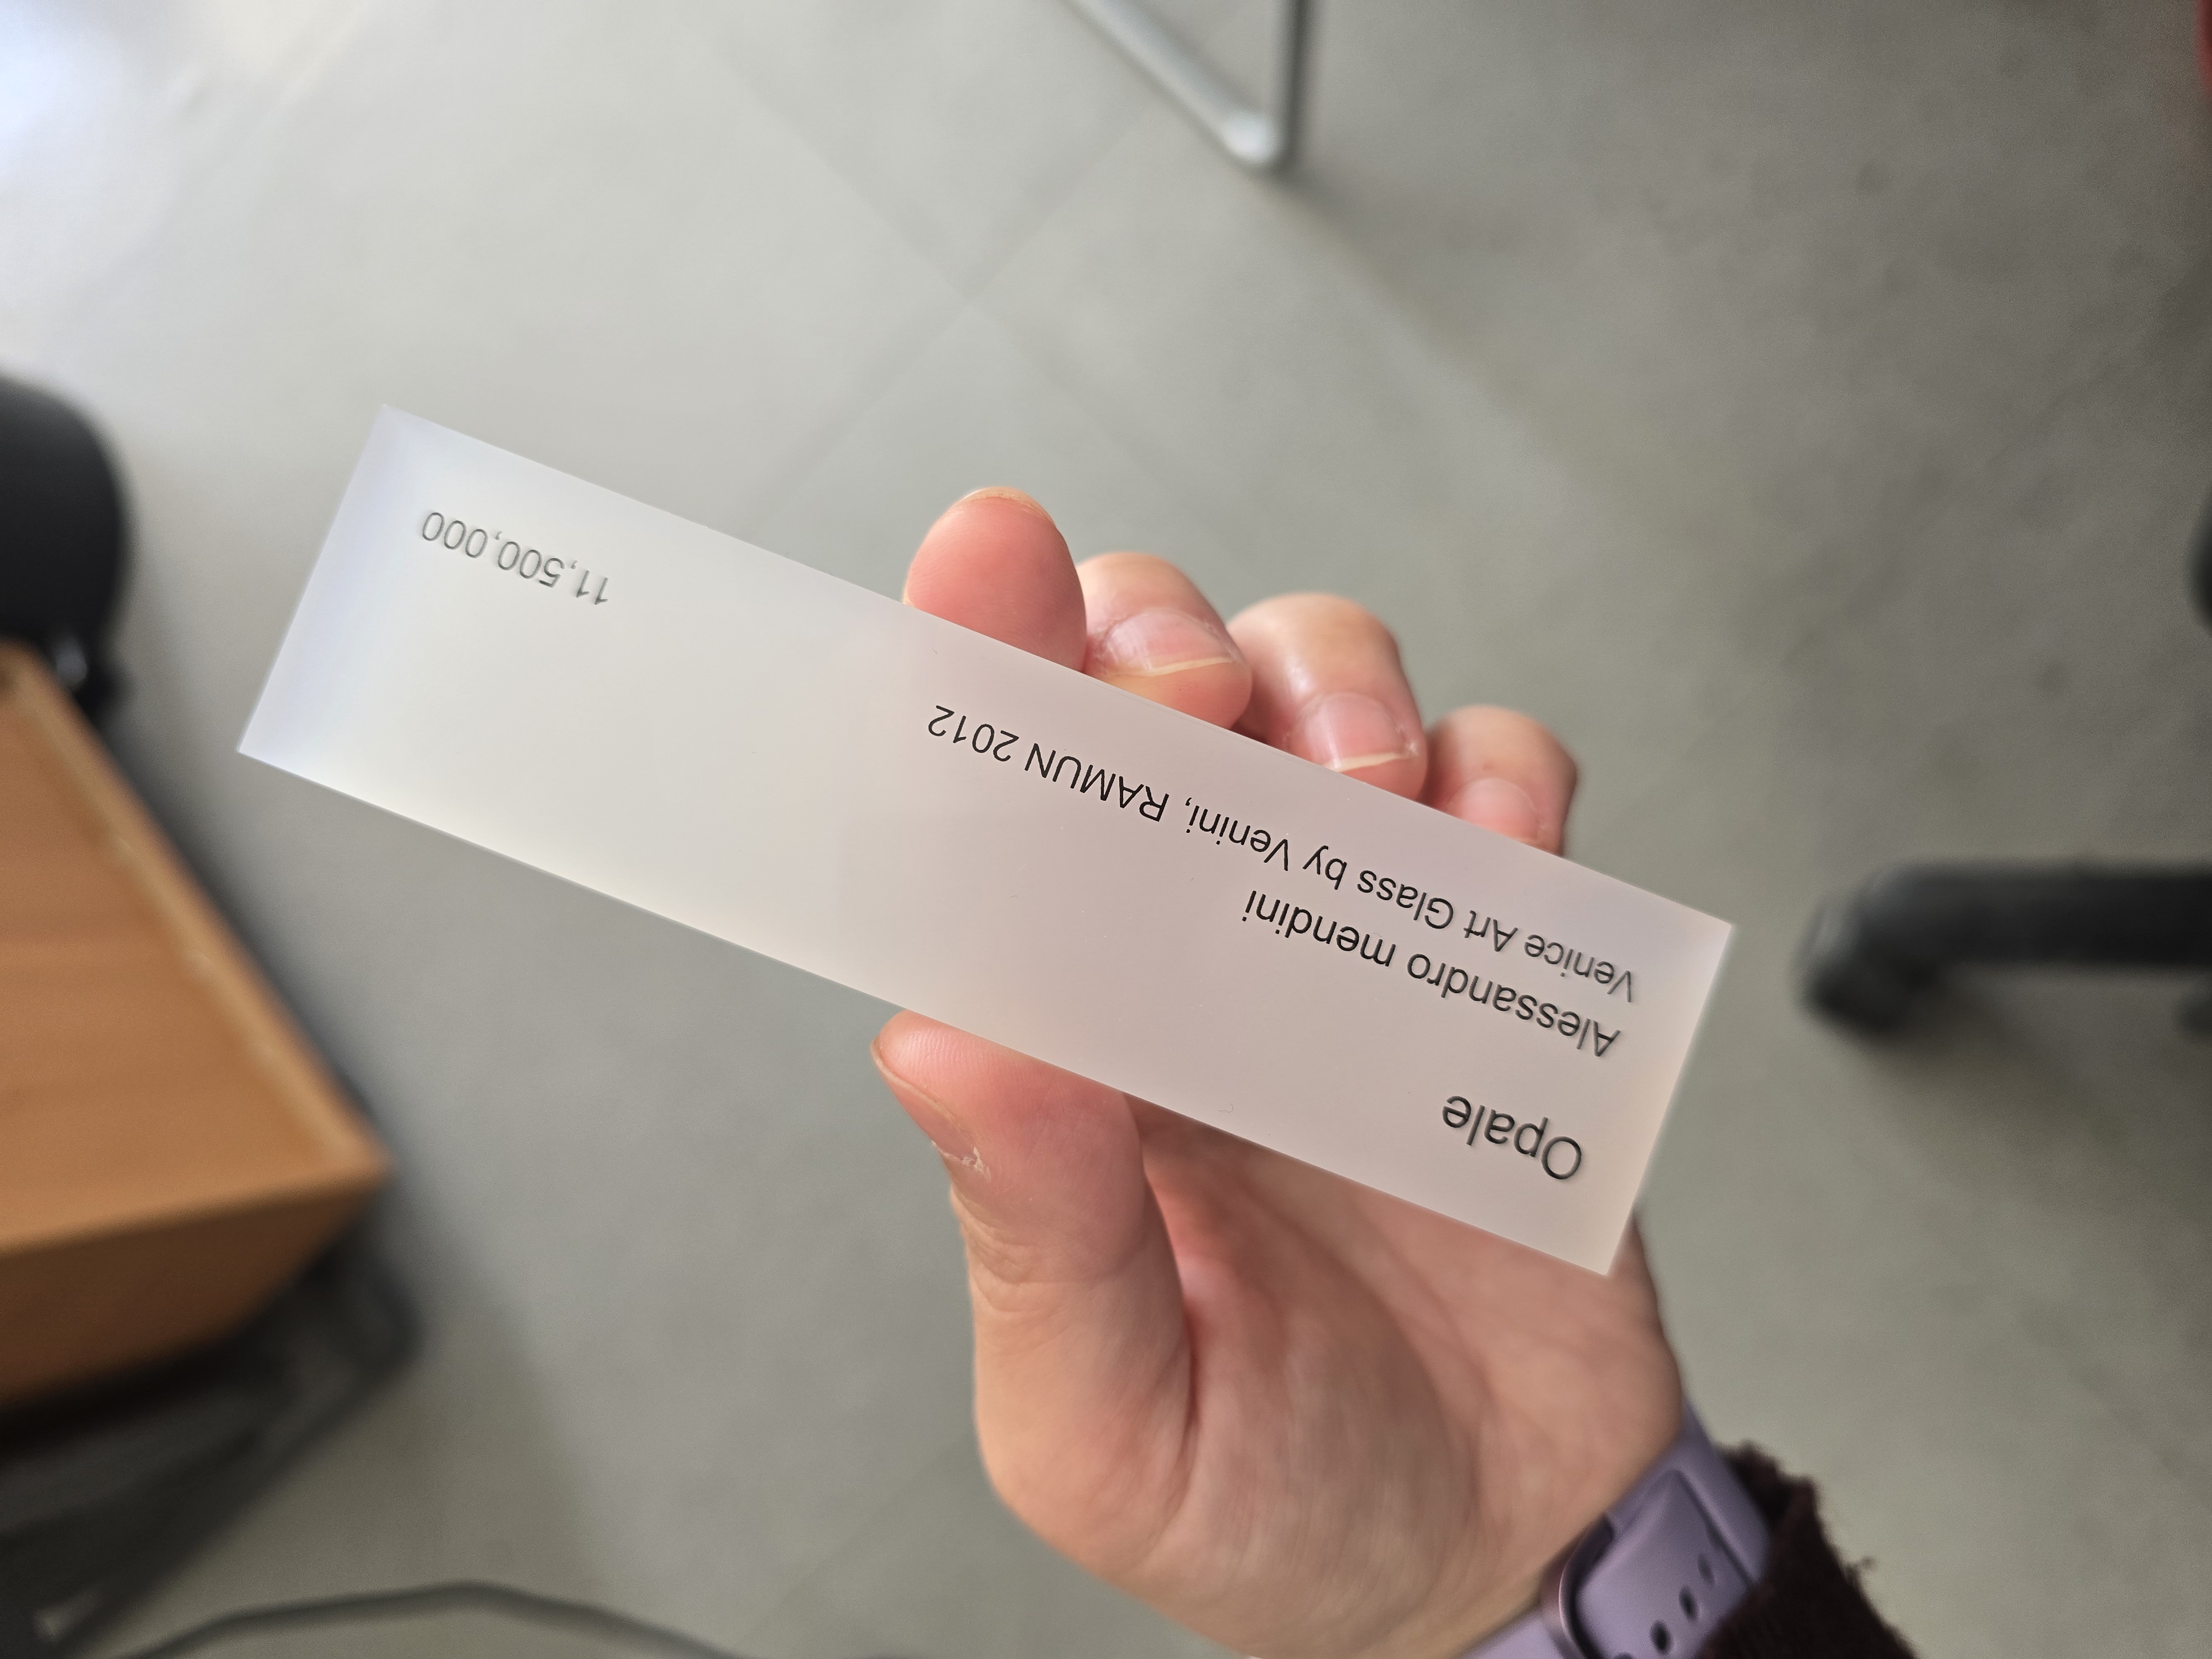 Opale
Alessandro mendini
Venice Art Glass by Venini, RAMUN 2012
11,500,000